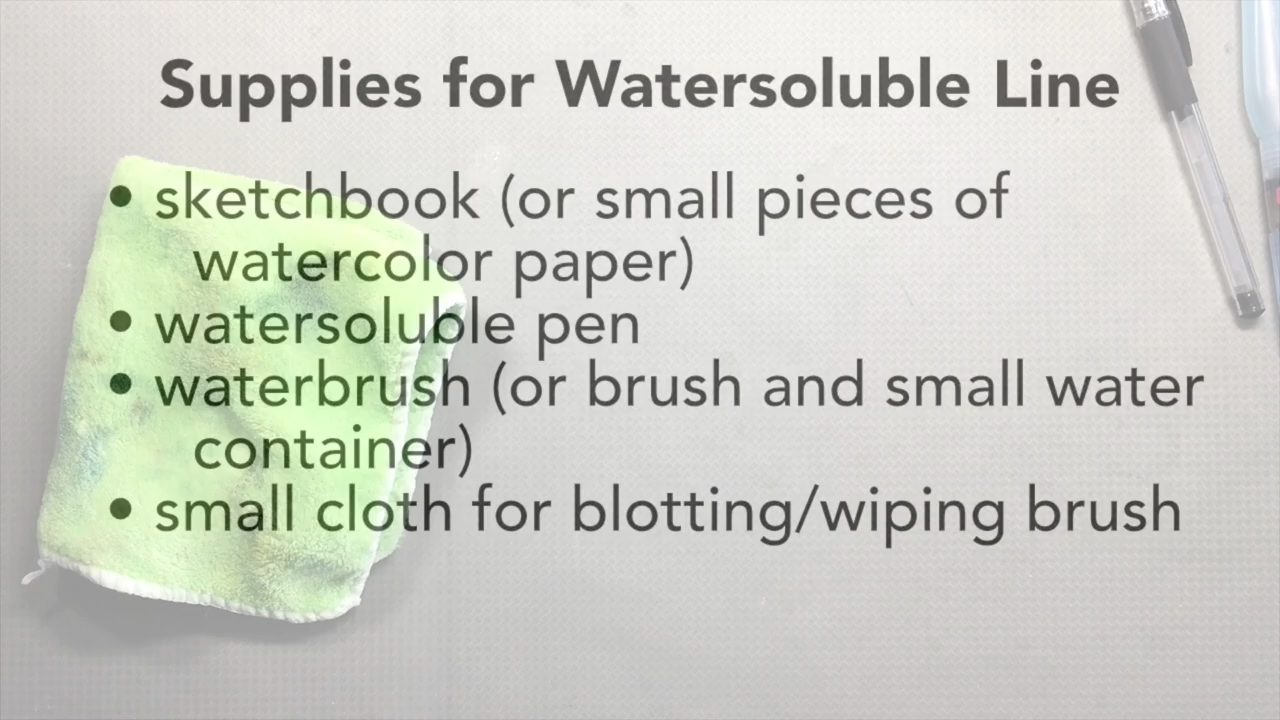 Supplies for Watersoluble Line
• sketchbook (or small pieces of
watercolor paper)
• watersoluble pen
• waterbrush (or brush and small water
container)
• small cloth for blotting/wiping brush